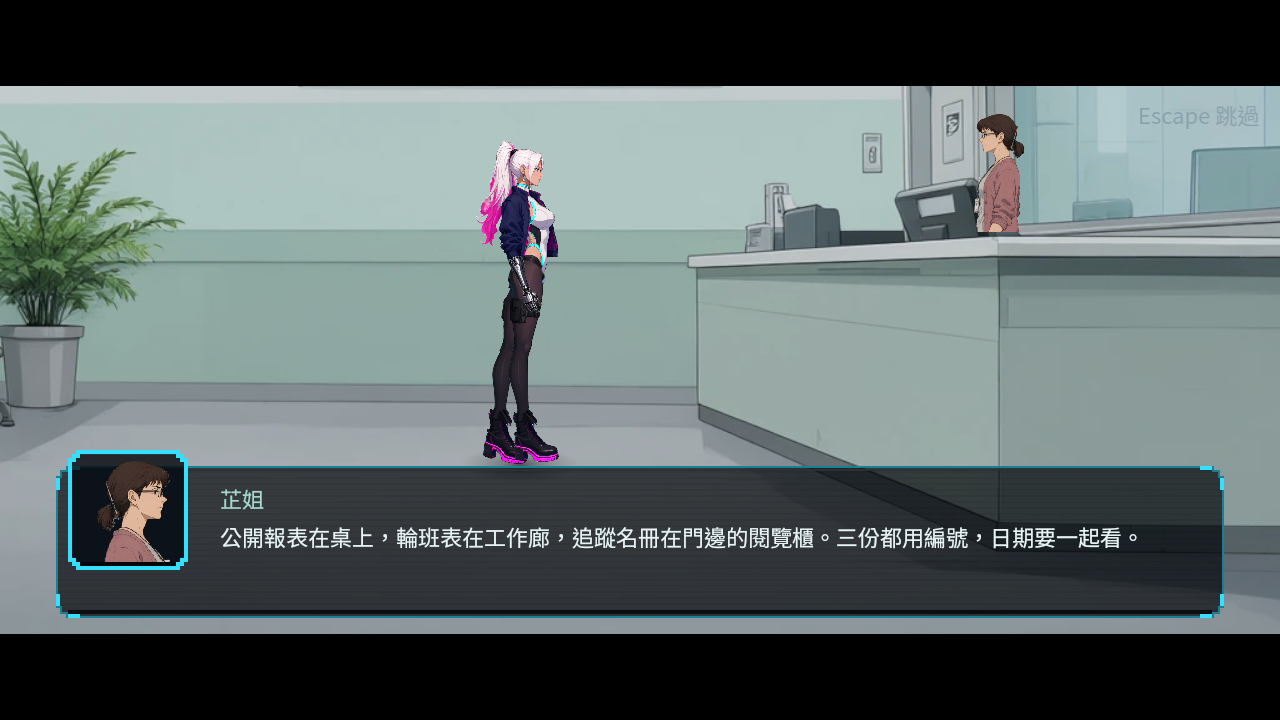 Escape 跳過
芷姐
公開報表在桌上，輪班表在工作廊，追蹤名冊在門邊的閱覽櫃。三份都用編號，日期要一起看。